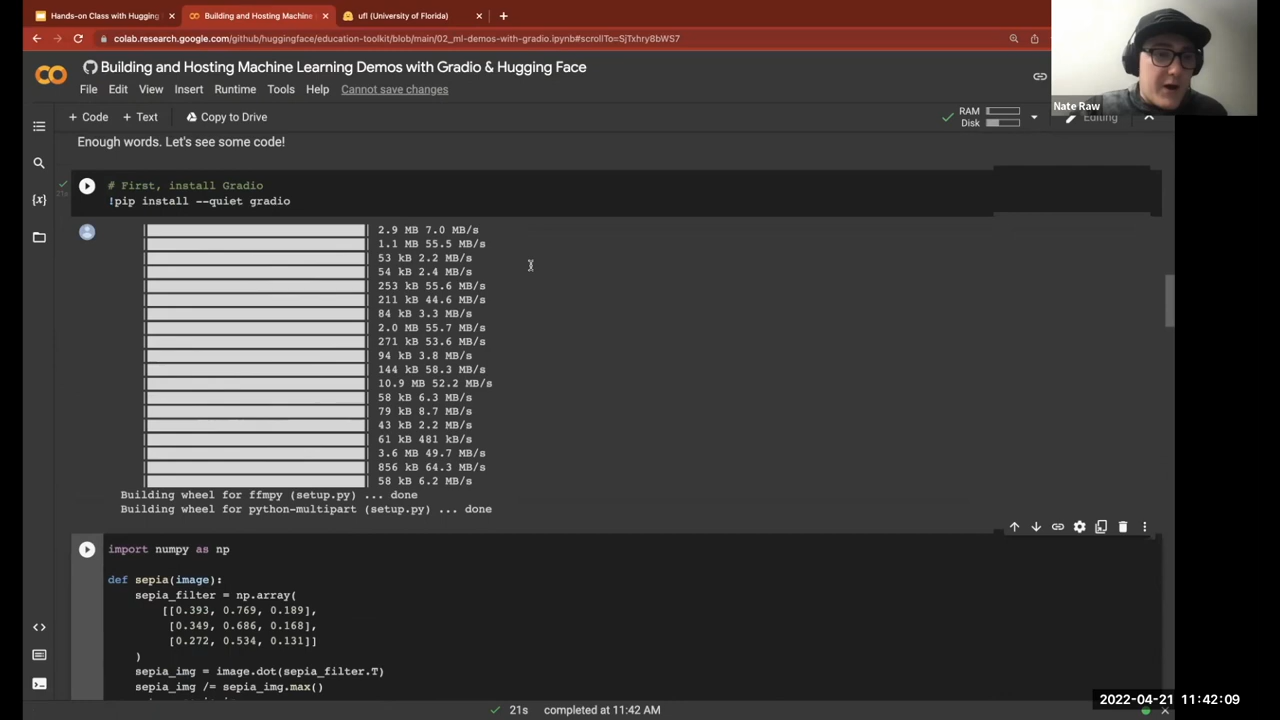 Hands-on Class with Hugging
Building and Hosting Machine
ufl (University of Florida)
colab.research.google.com/github/huggingface/education-toolkit/blob/main/02_ml-demos-with-gradio.ipynb#scrollTo=SjTxhry8bWS7
Building and Hosting Machine Learning Demos with Gradio & Hugging Face
File Edit View Insert Runtime Tools Help Cannot save changes
Nate Raw
+ Code + Text Copy to Drive
RAM
Disk
Editing
Enough words. Let's see some code!
21s
# First, install Gradio
!pip install --quiet gradio
2.9 MB 7.0 MB/s
1.1 MB 55.5 MB/s
53 kB 2.2 MB/s
54 kB 2.4 MB/s
253 kB 55.6 MB/s
211 kB 44.6 MB/s
84 kB 3.3 MB/s
2.0 MB 55.7 MB/s
271 kB 53.6 MB/s
94 kB 3.8 MB/s
144 kB 58.3 MB/s
10.9 MB 52.2 MB/s
58 kB 6.3 MB/s
79 kB 8.7 MB/s
43 kB 2.2 MB/s
61 kB 481 kB/s
3.6 MB 49.7 MB/s
856 kB 64.3 MB/s
58 kB 6.2 MB/s
Building wheel for ffmpy (setup.py) ... done
Building wheel for python-multipart (setup.py) ... done
import numpy as np
def sepia(image):
sepia_filter = np.array(
[[0.393, 0.769, 0.189],
[0.349, 0.686, 0.168],
[0.272, 0.534, 0.131]]
)
sepia_img = image.dot(sepia_filter.T)
sepia_img /= sepia_img.max()
21s completed at 11:42 AM
2022-04-21 11:42:09